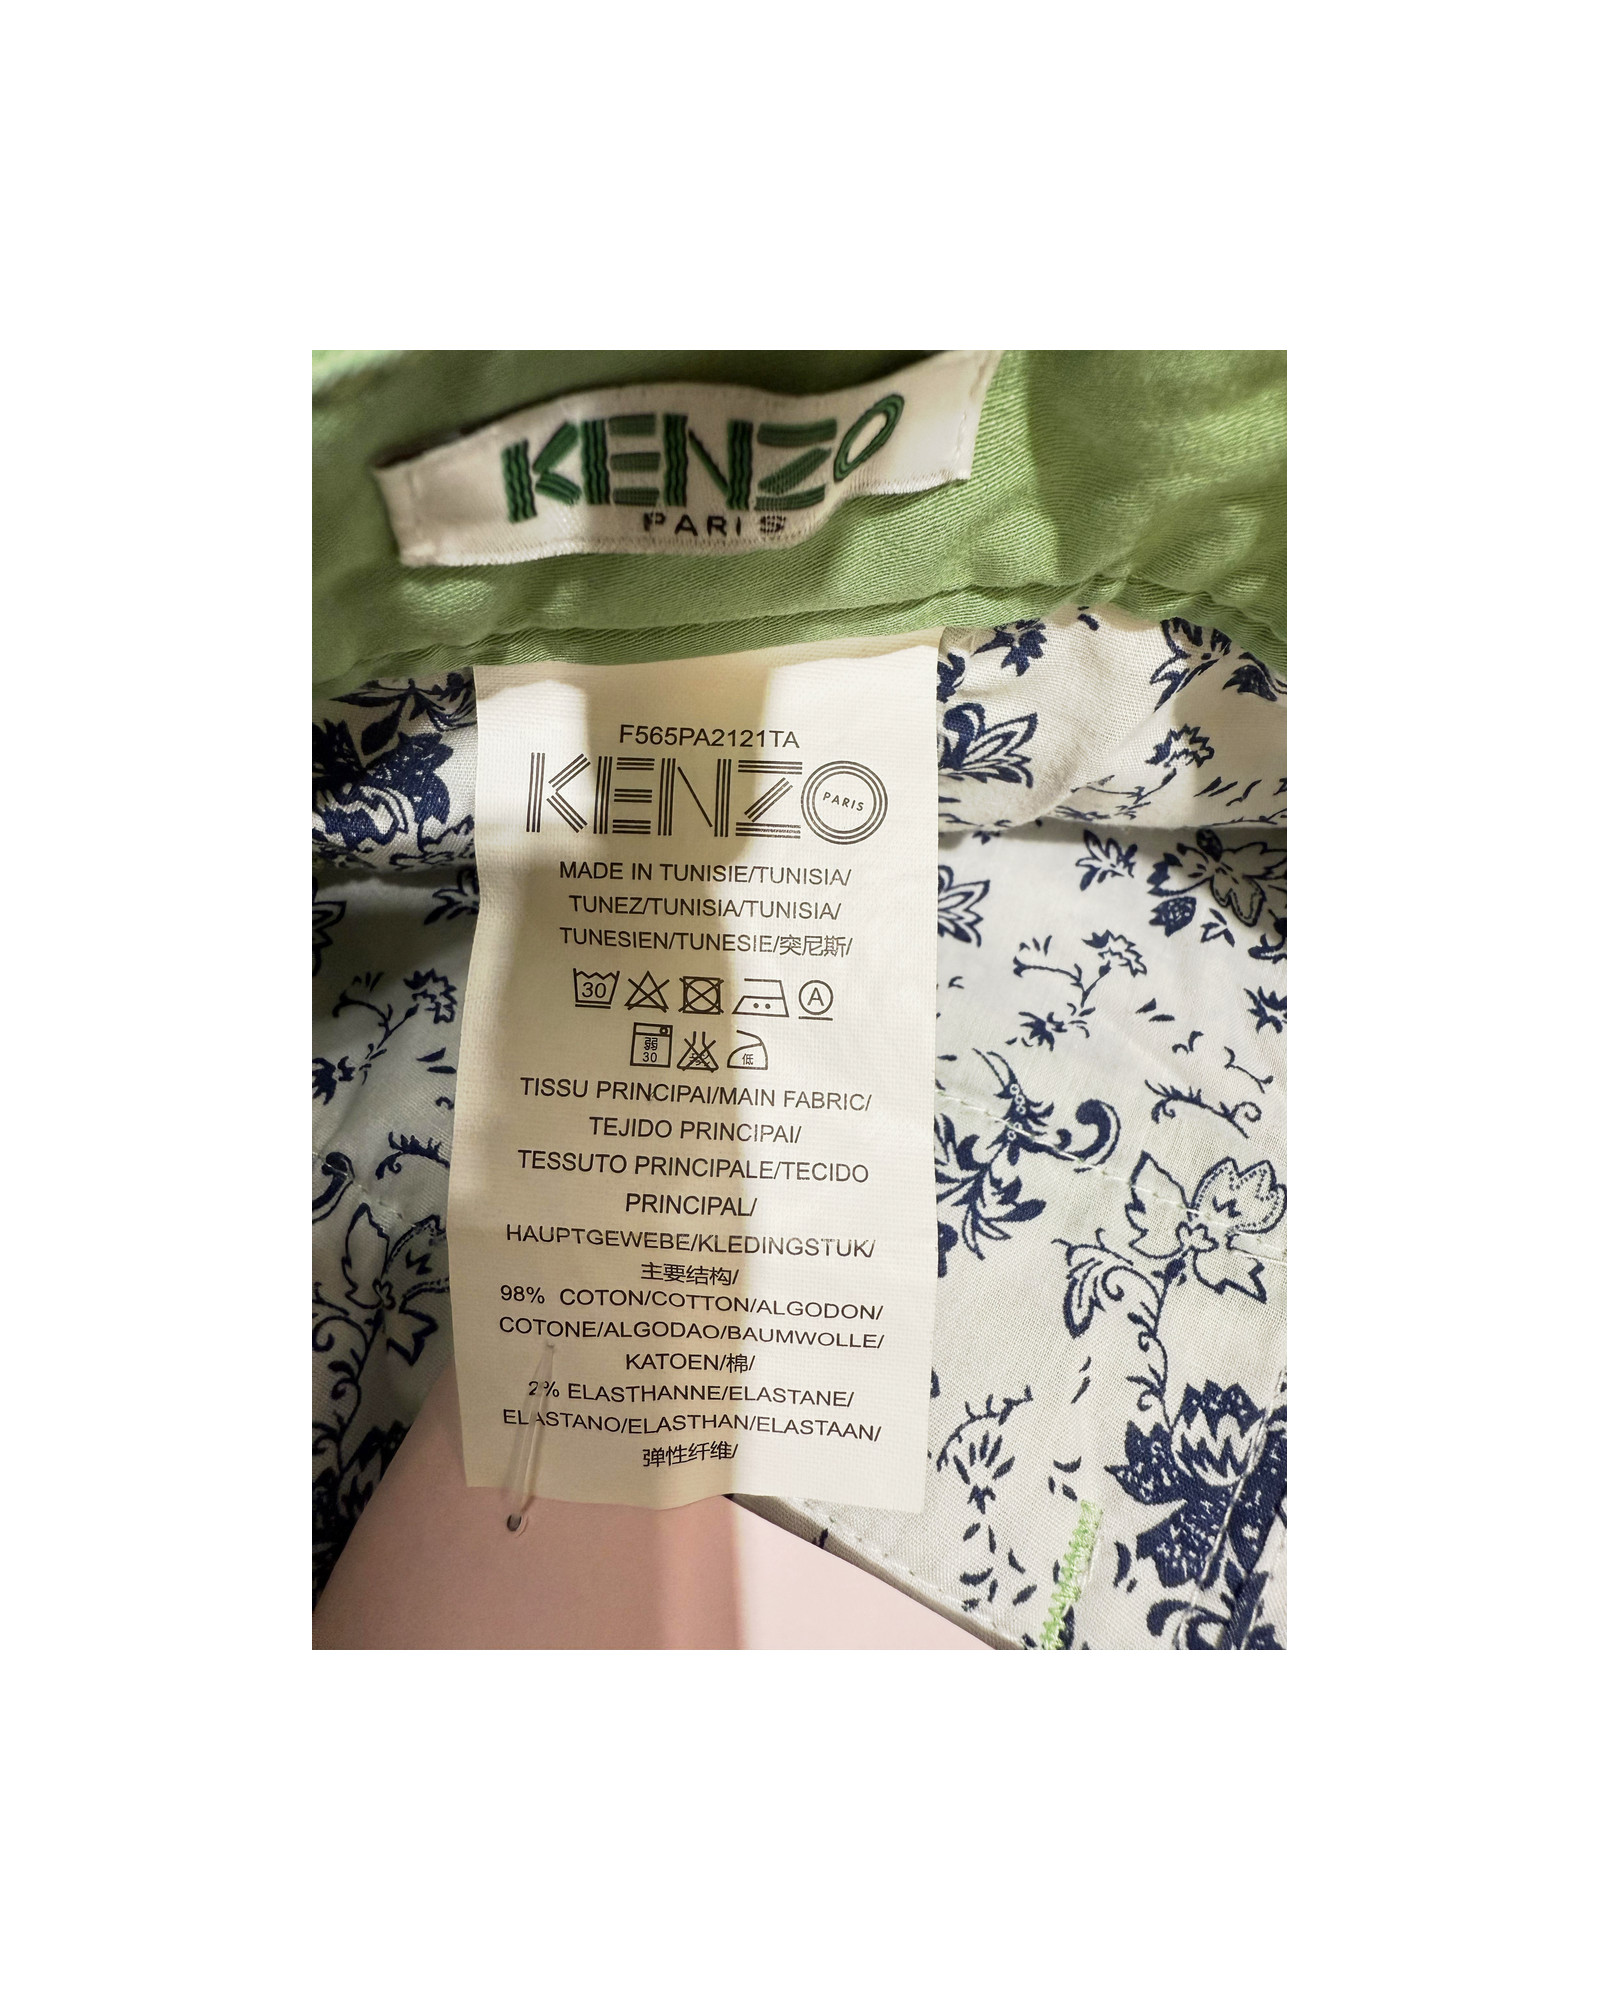 KENZO
PARIS
F565PA2121TA
KENZO PARIS
MADE IN TUNISIE/TUNISIA/
TUNEZ/TUNISIA/TUNISIA/
TUNESIEN/TUNESIE/突尼斯/
30 A
弱 30 低
TISSU PRINCIPAI/MAIN FABRIC/
TEJIDO PRINCIPAI/
TESSUTO PRINCIPALE/TECIDO
PRINCIPAL/
HAUPTGEWEBE/KLEDINGSTUK/
主要结构/
98% COTON/COTTON/ALGODON/
COTONE/ALGODAO/BAUMWOLLE/
KATOEN/棉/
2% ELASTHANNE/ELASTANE/
ELASTANO/ELASTHAN/ELASTAAN/
弹性纤维/